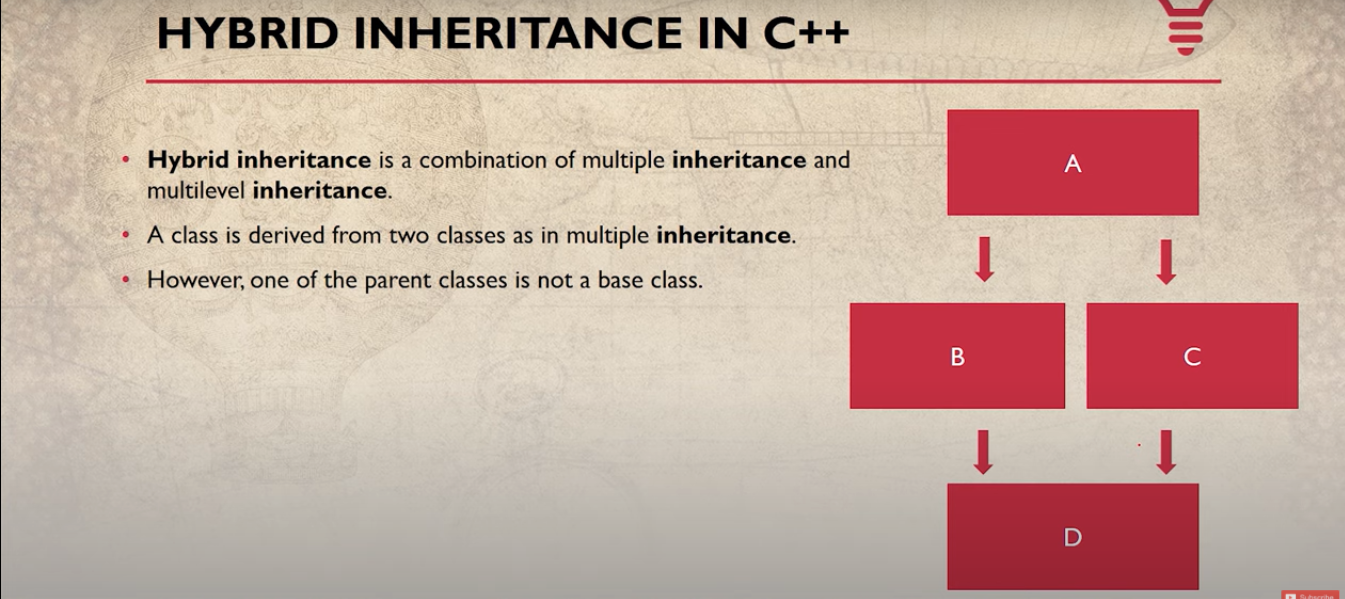 HYBRID INHERITANCE IN C++
Hybrid inheritance is a combination of multiple inheritance and
multilevel inheritance.
A class is derived from two classes as in multiple inheritance.
However, one of the parent classes is not a base class.
A
B
C
D
Subscribe